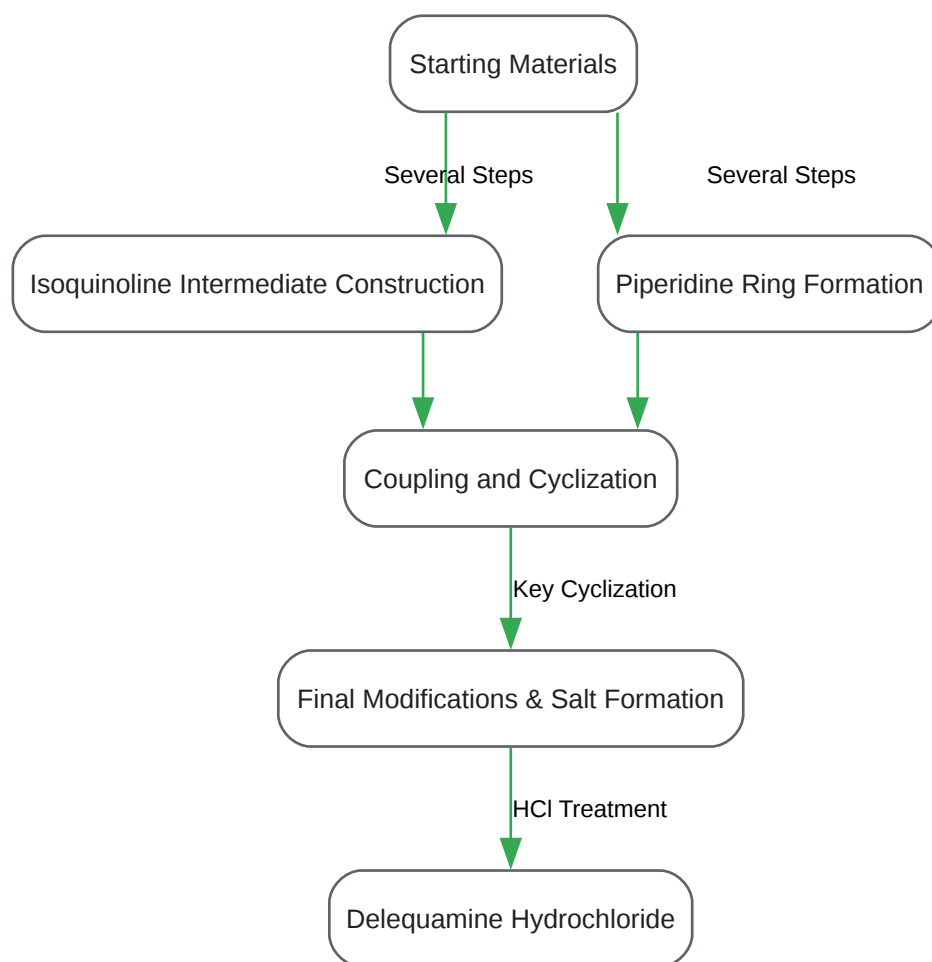 Starting Materials
Several Steps
Several Steps
Isoquinoline Intermediate Construction
Piperidine Ring Formation
Coupling and Cyclization
Key Cyclization
Final Modifications & Salt Formation
HCl Treatment
Delequamine Hydrochloride